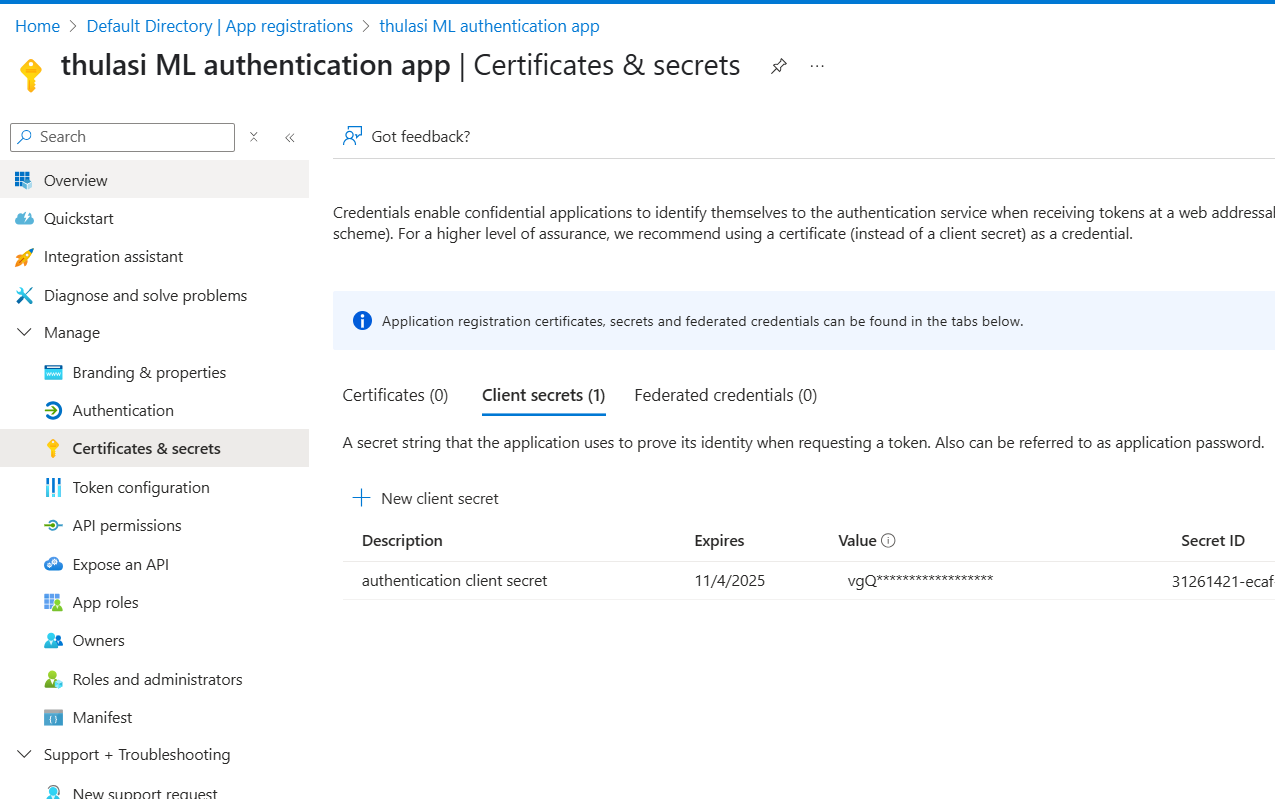 Home > Default Directory | App registrations > thulasi ML authentication app
thulasi ML authentication app | Certificates & secrets
Search
Got feedback?
Overview
Quickstart
Integration assistant
Diagnose and solve problems
Manage
Branding & properties
Authentication
Certificates & secrets
Token configuration
API permissions
Expose an API
App roles
Owners
Roles and administrators
Manifest
Support + Troubleshooting
New support request
Credentials enable confidential applications to identify themselves to the authentication service when receiving tokens at a web addressal
scheme). For a higher level of assurance, we recommend using a certificate (instead of a client secret) as a credential.
Application registration certificates, secrets and federated credentials can be found in the tabs below.
Certificates (0) Client secrets (1) Federated credentials (0)
A secret string that the application uses to prove its identity when requesting a token. Also can be referred to as application password.
New client secret
Description Expires Value Secret ID
authentication client secret 11/4/2025 vgQ****************** 31261421-ecaf